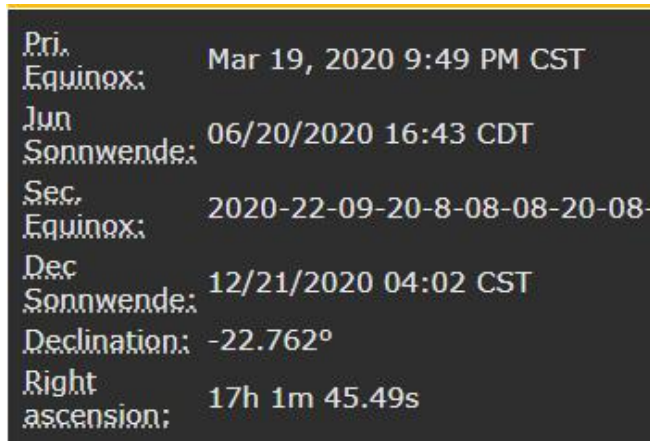 Pri.
Equinox:
Mar 19, 2020 9:49 PM CST
Jun
Sonnwende:
06/20/2020 16:43 CDT
Sec.
Equinox:
2020-22-09-20-8-08-08-20-08-
Dec
Sonnwende:
12/21/2020 04:02 CST
Declination: -22.762º
Right
ascension:
17h 1m 45.49s